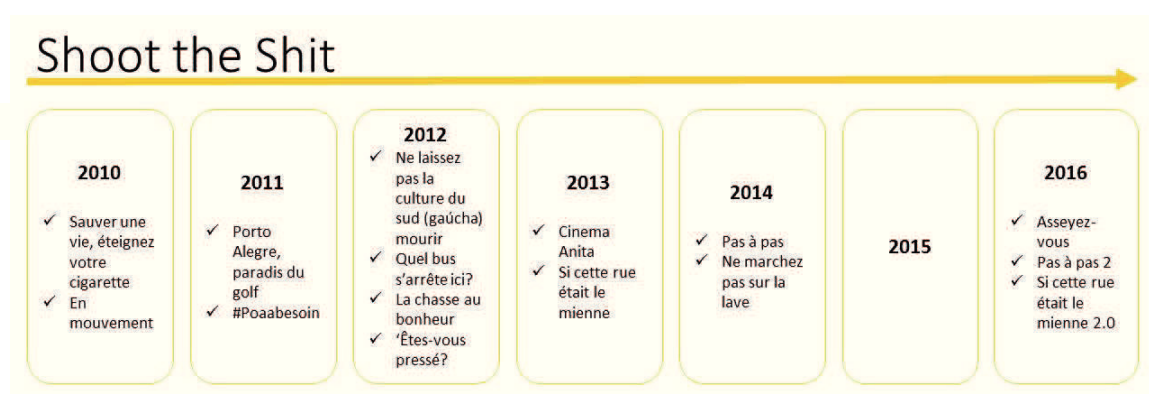 Shoot the Shit
2010
✓ Sauver une
vie, éteignez
votre
cigarette
✓ En
mouvement
2011
✓ Porto
Alegre,
paradis du
golf
✓ #Poaabesoin
2012
✓ Ne laissez
pas la
culture du
sud (gaúcha)
mourir
✓ Quel bus
s'arrête ici?
✓ La chasse au
bonheur
✓ 'Êtes-vous
pressé?
2013
✓ Cinema
Anita
✓ Si cette rue
était le
mienne
2014
✓ Pas à pas
✓ Ne marchez
pas sur la
lave
2015
2016
✓ Asseyez-
vous
✓ Pas à pas 2
✓ Si cette rue
était le
mienne 2.0